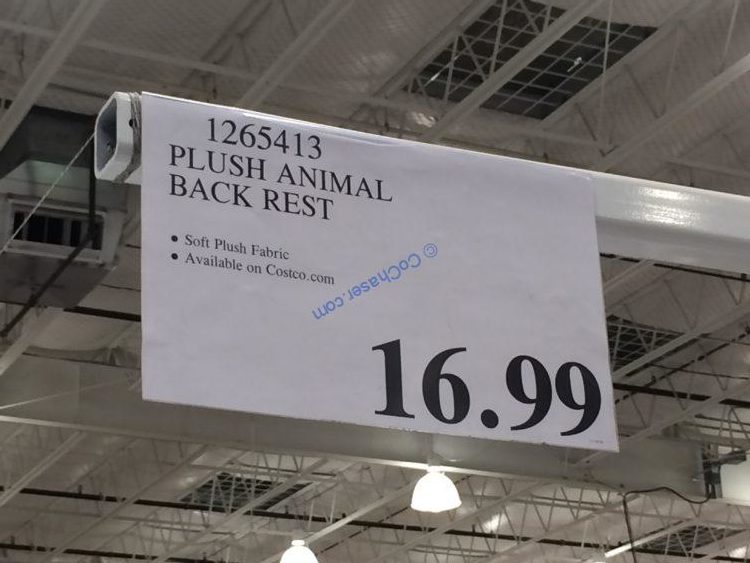 1265413
PLUSH ANIMAL
BACK REST
• Soft Plush Fabric
• Available on Costco.com
© CoChaser.com
16.99